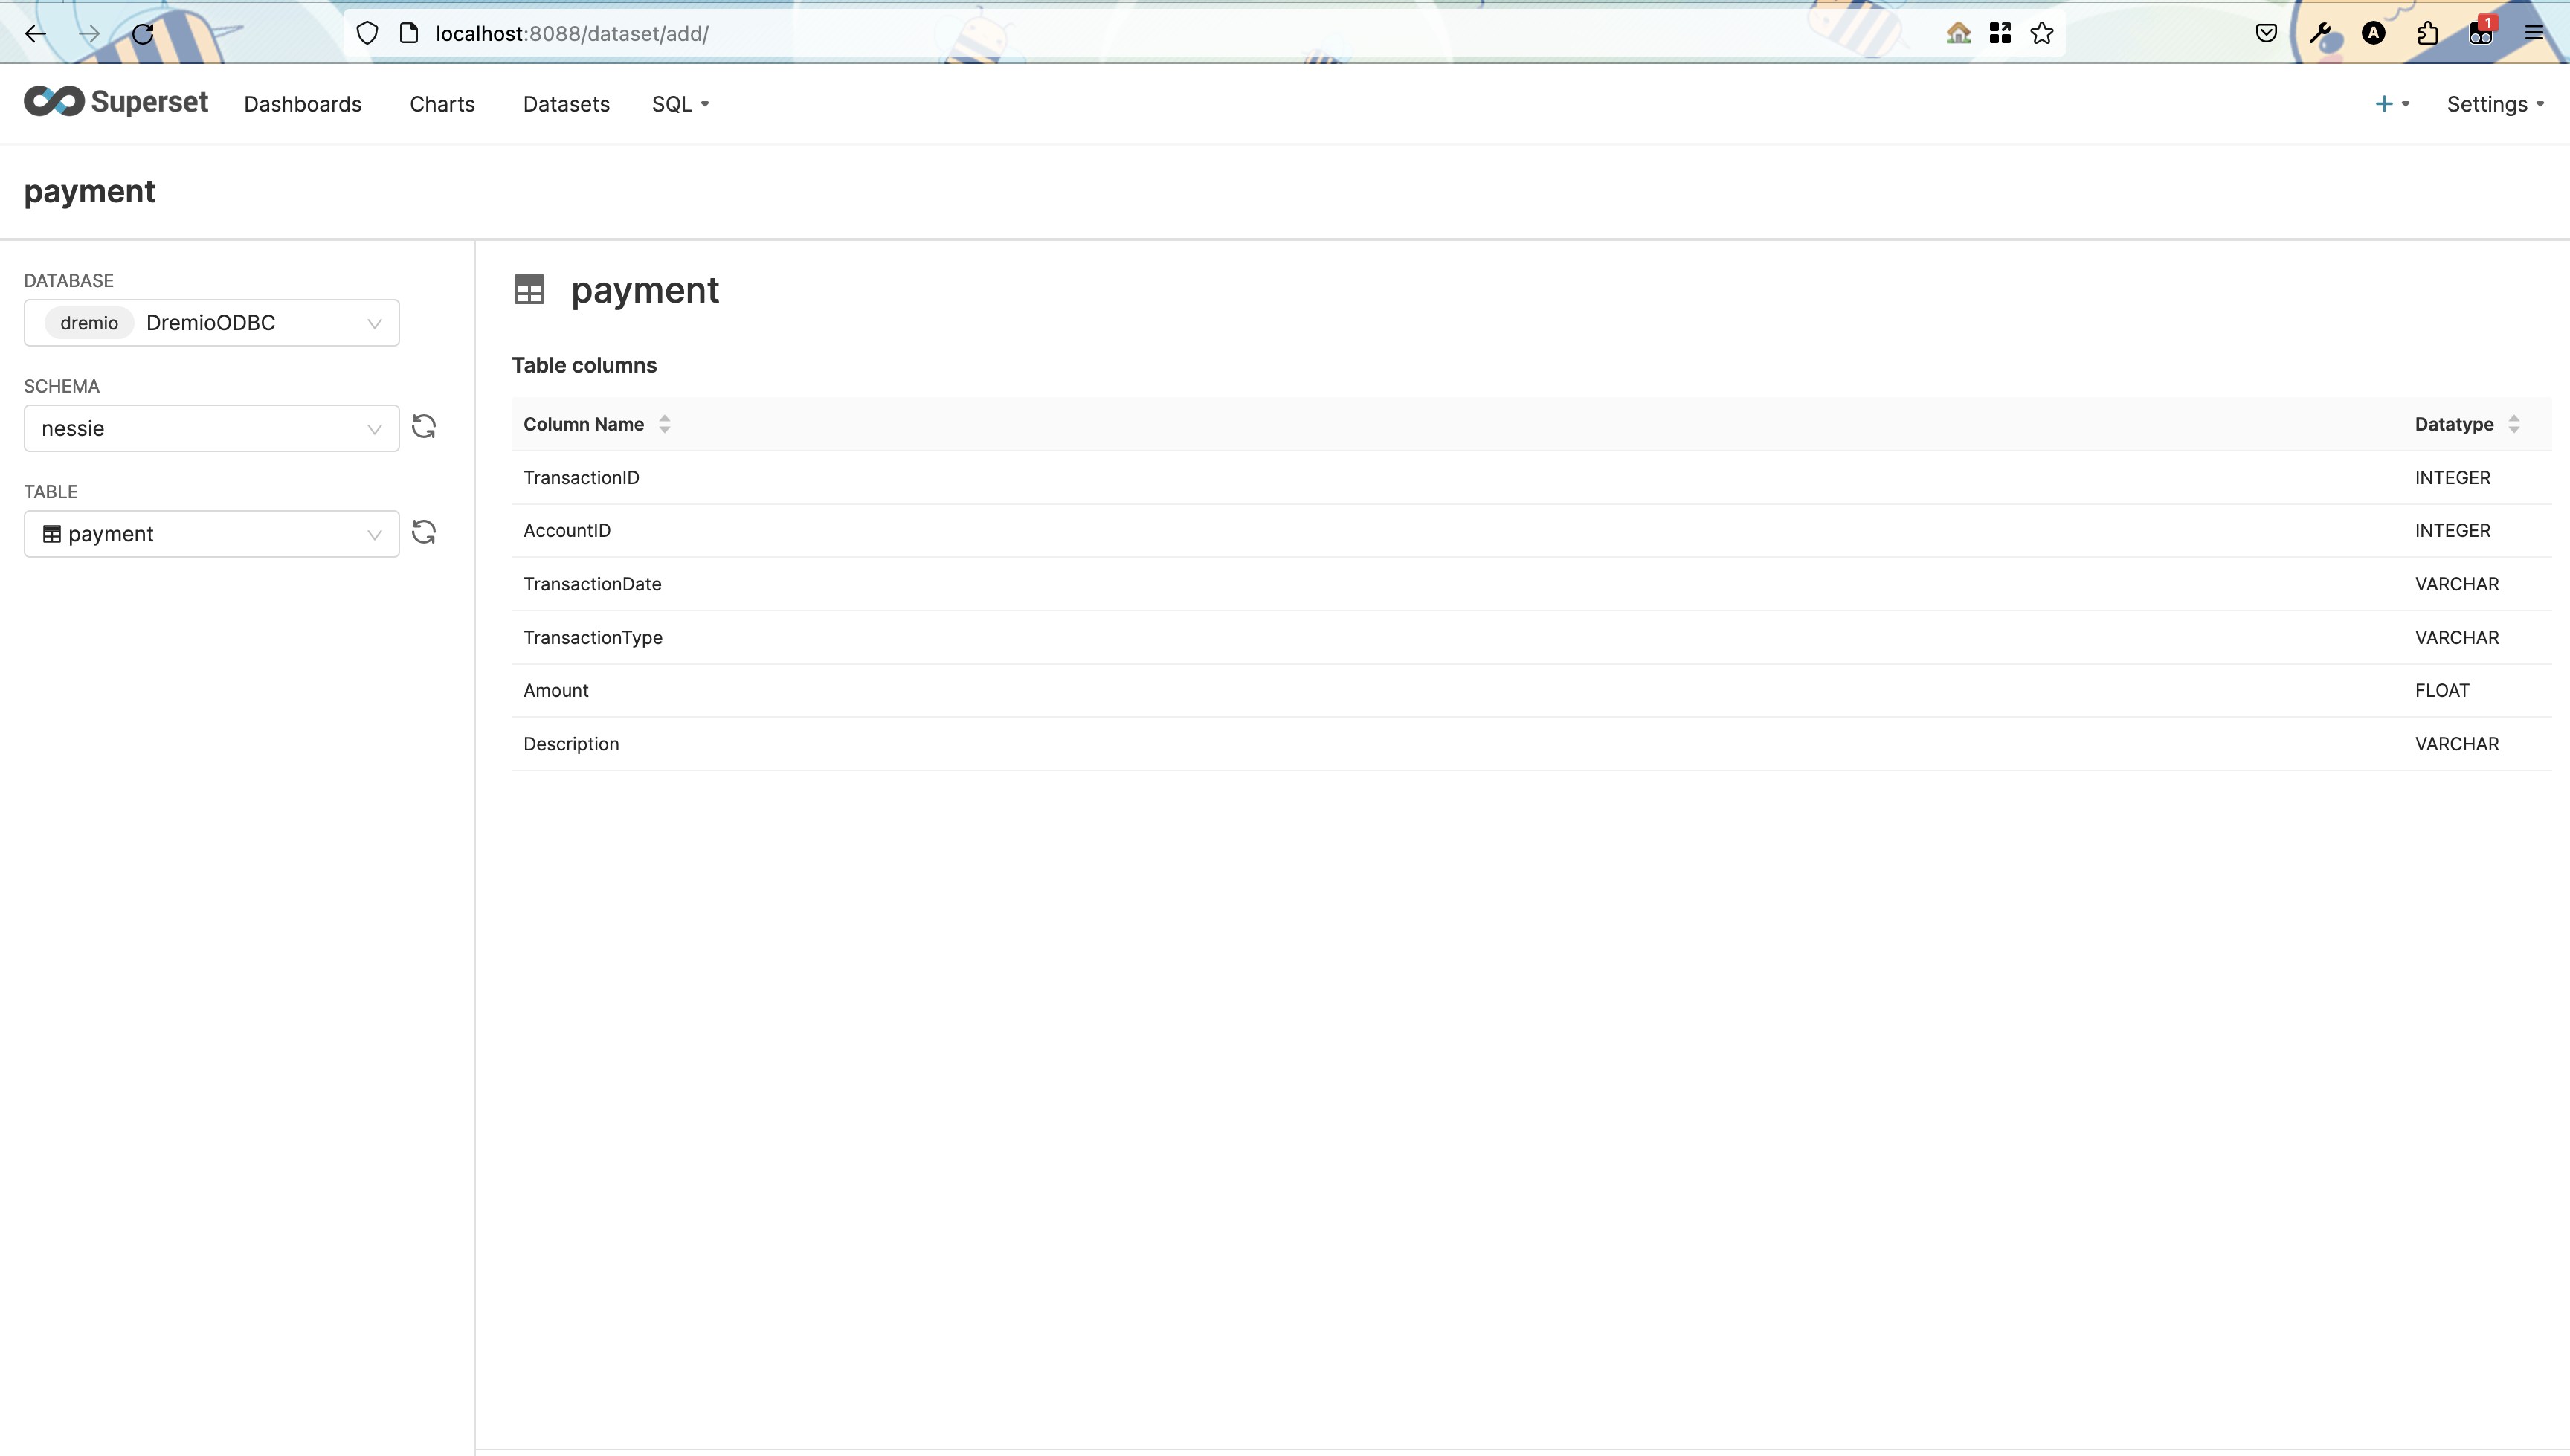 localhost:8088/dataset/add/
1
Superset Dashboards Charts Datasets SQL + Settings
payment
DATABASE
dremio DremioODBC
SCHEMA
nessie
TABLE
payment
payment
Table columns
Column Name Datatype
TransactionID INTEGER
AccountID INTEGER
TransactionDate VARCHAR
TransactionType VARCHAR
Amount FLOAT
Description VARCHAR